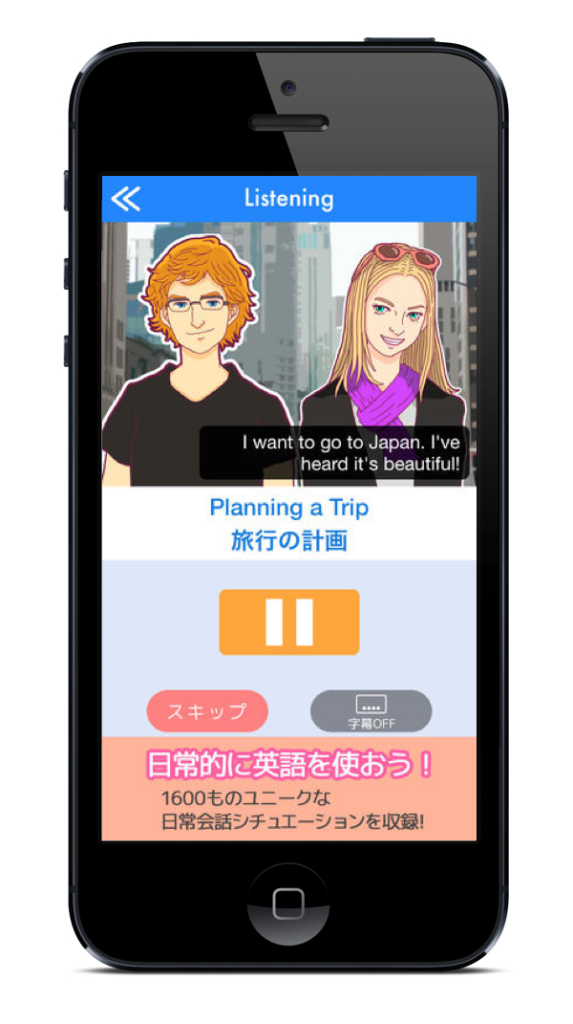 Listening
I want to go to Japan. I've
heard it's beautiful!
Planning a Trip
旅行の計画
スキップ
字幕OFF
日常的に英語を使おう！
1600ものユニークな
日常会話シチュエーションを収録!